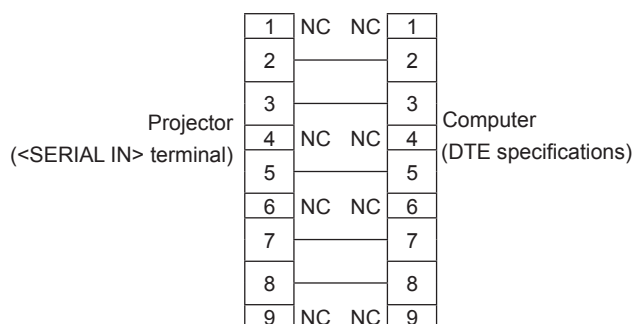 1 NC NC 1
2 2
3 3
Projector
(<SERIAL IN> terminal)
4 NC NC 4
Computer
(DTE specifications)
5 5
6 NC NC 6
7 7
8 8
9 NC NC 9